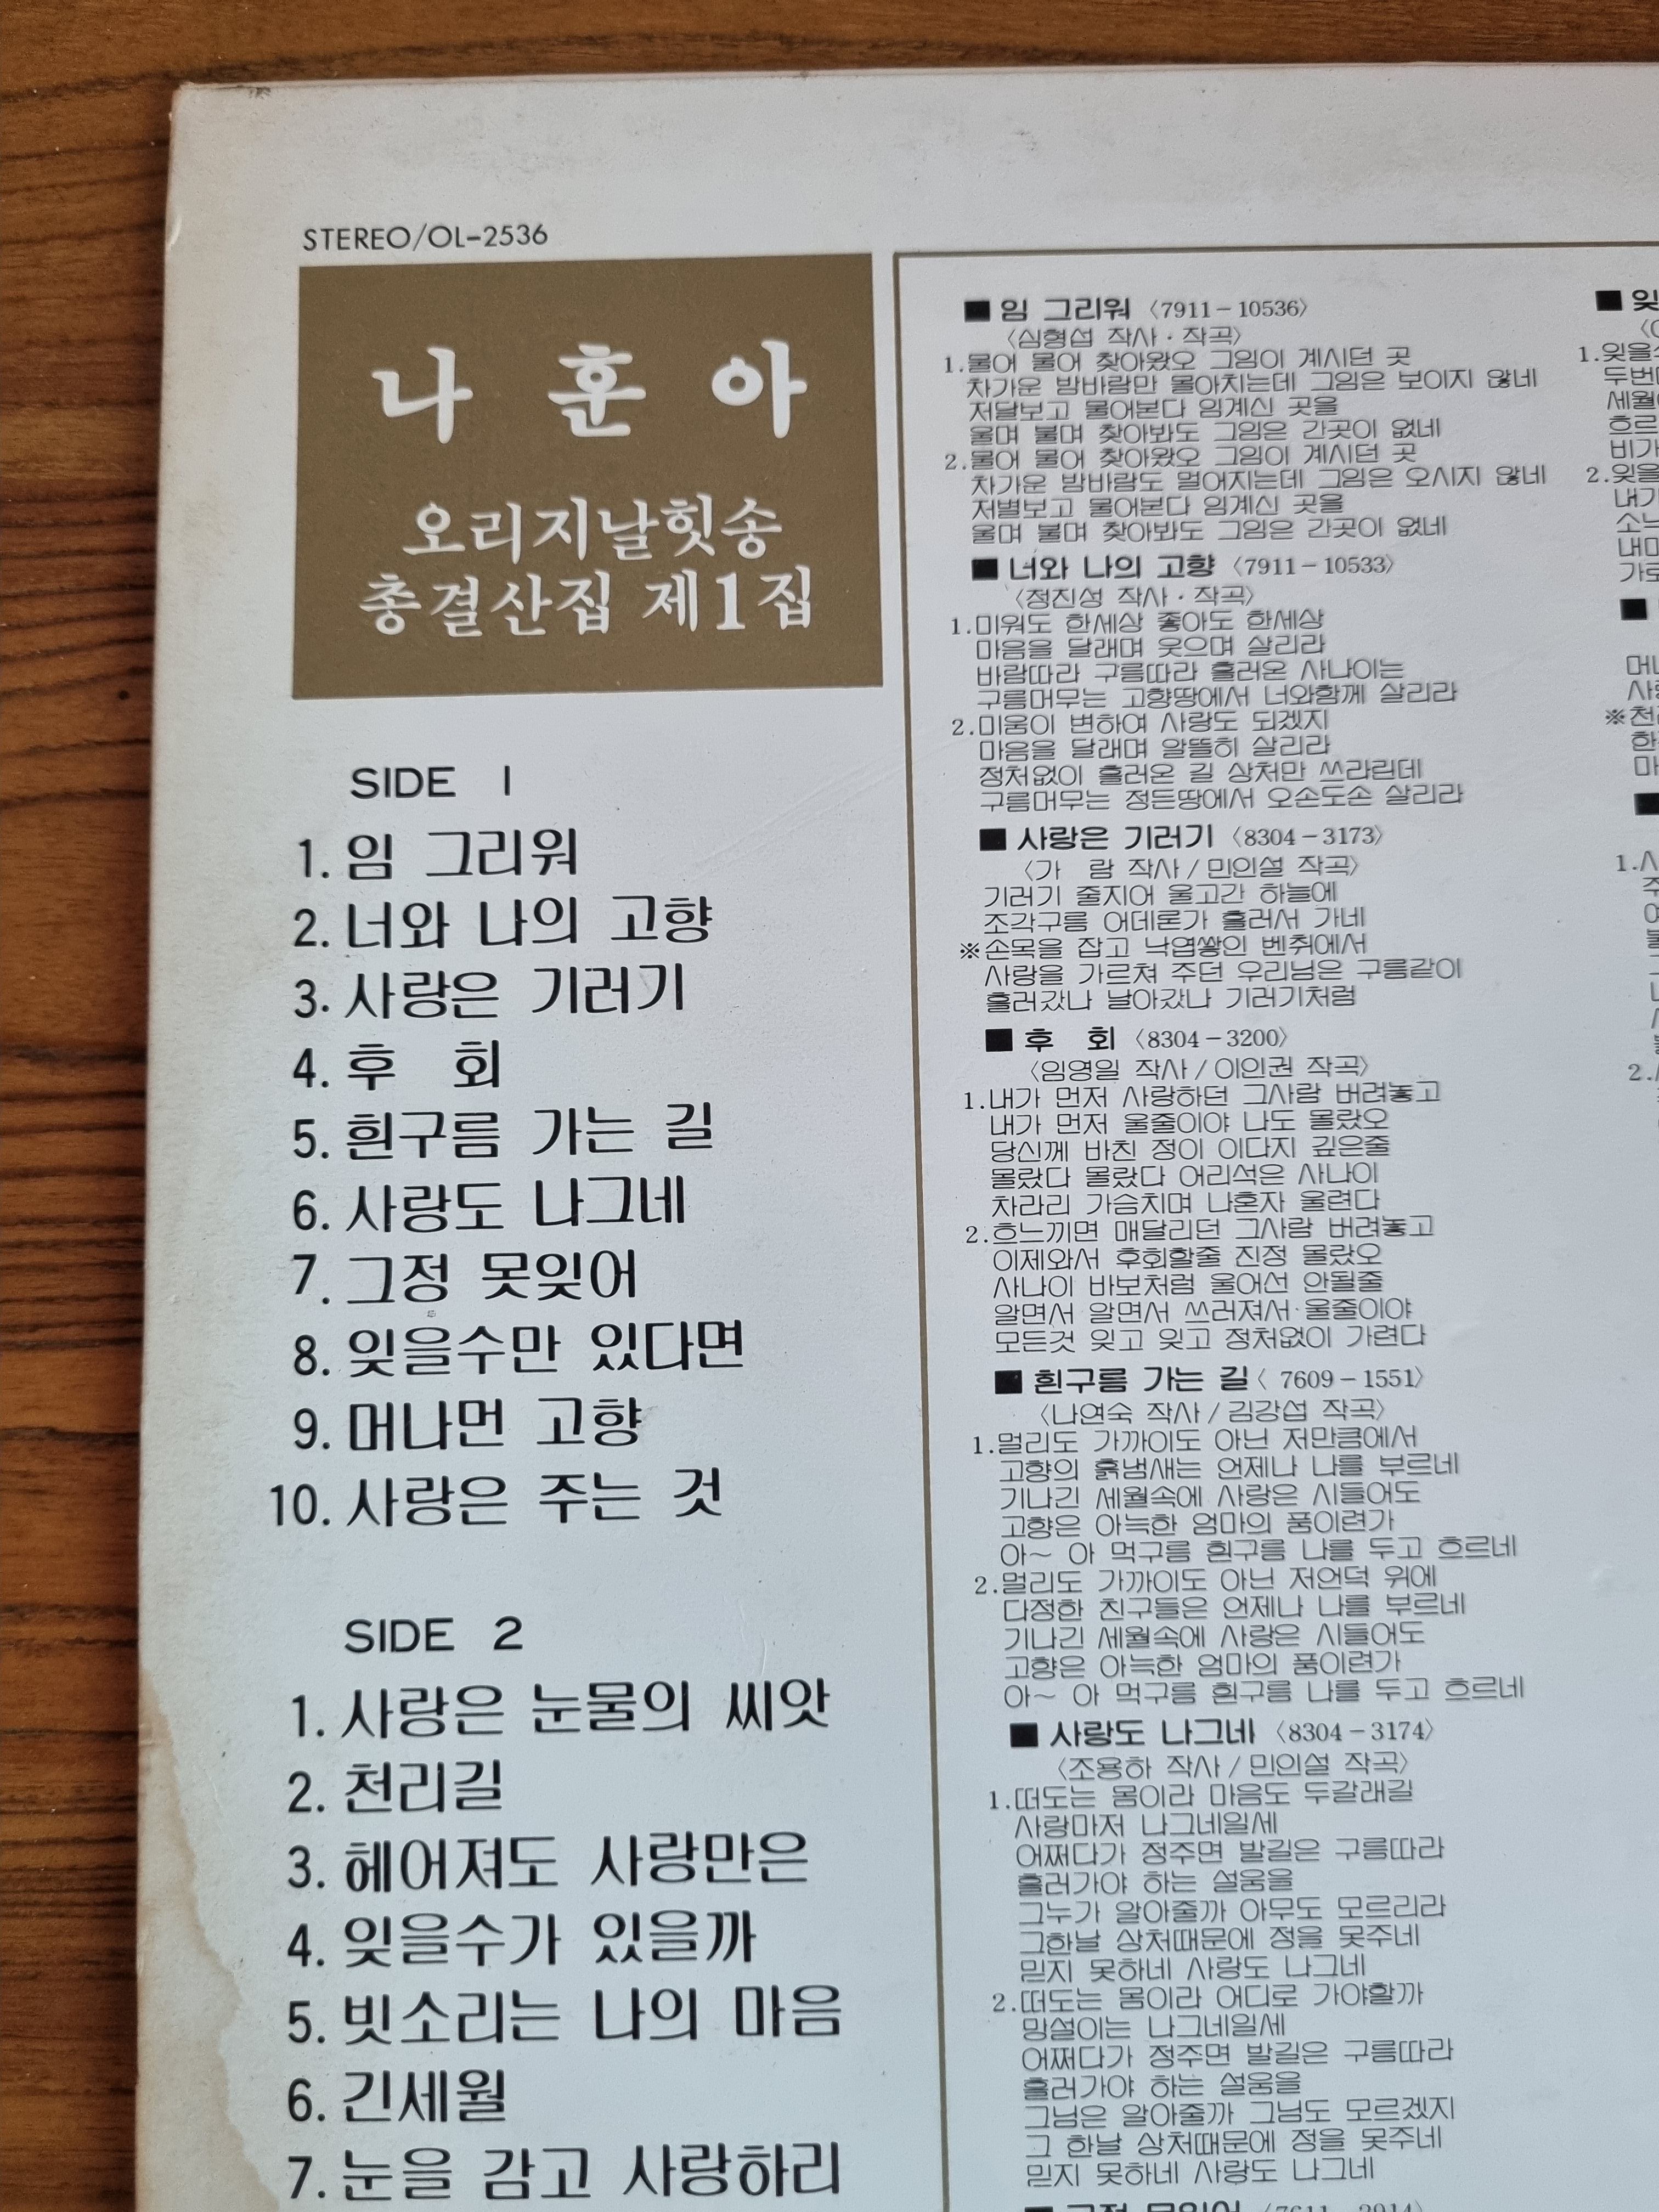 STEREO/OL-2536
나 훈 아
오리지날힛송
총결산집 제1집
SIDE 1
1. 임 그리워
2. 너와 나의 고향
3. 사랑은 기러기
4. 후 회
5. 흰구름 가는 길
6. 사랑도 나그네
7. 그정 못잊어
8. 잊을수만 있다면
9. 머나먼 고향
10. 사랑은 주는 것
SIDE 2
1. 사랑은 눈물의 씨앗
2. 천리길
3. 헤어져도 사랑만은
4. 잊을수가 있을까
5. 빗소리는 나의 마음
6. 긴세월
7. 눈을 감고 사랑하리
■ 임 그리워 〈7911-10536〉
〈심형섭 작사·작곡〉
1.물어 물어 찾아왔오 그임이 계시던 곳
차가운 밤바람만 몰아치는데 그임은 보이지 않네
저달보고 물어본다 임계신 곳을
울며 불며 찾아봐도 그임은 간곳이 없네
2.물어 물어 찾아왔오 그임이 계시던 곳
차가운 밤바람도 멀어지는데 그임은 오시지 않네
저별보고 물어본다 임계신 곳을
울며 불며 찾아봐도 그임은 간곳이 없네
■ 너와 나의 고향 〈7911-10533〉
〈정진성 작사·작곡〉
1.미워도 한세상 좋아도 한세상
마음을 달래며 웃으며 살리라
바람따라 구름따라 흘러온 사나이는
구름머무는 고향땅에서 너와함께 살리라
2.미움이 변하여 사랑도 되겠지
마음을 달래며 알뜰히 살리라
정처없이 흘러온 길 상처만 쓰라린데
구름머무는 정든땅에서 오손도손 살리라
■ 사랑은 기러기 〈8304-3173〉
〈가 람 작사/민인설 작곡〉
기러기 줄지어 울고간 하늘에
조각구름 어데론가 흘러서 가네
※손목을 잡고 낙엽쌓인 벤취에서
사랑을 가르쳐 주던 우리님은 구름같이
흘러갔나 날아갔나 기러기처럼
■ 후 회 〈8304-3200〉
〈임영일 작사/이인권 작곡〉
1.내가 먼저 사랑하던 그사람 버려놓고
내가 먼저 울줄이야 나도 몰랐오
당신께 바친 정이 이다지 깊은줄
몰랐다 몰랐다 어리석은 사나이
차라리 가슴치며 나혼자 울련다
2.흐느끼면 매달리던 그사람 버려놓고
이제와서 후회할줄 진정 몰랐오
사나이 바보처럼 울어선 안될줄
알면서 알면서 쓰러져서 울줄이야
모든것 잊고 잊고 정처없이 가련다
■ 흰구름 가는 길〈 7609-1551〉
〈나연숙 작사/김강섭 작곡〉
1.멀리도 가까이도 아닌 저만큼에서
고향의 흙냄새는 언제나 나를 부르네
기나긴 세월속에 사랑은 시들어도
고향은 아늑한 엄마의 품이련가
아~ 아 먹구름 흰구름 나를 두고 흐르네
2.멀리도 가까이도 아닌 저언덕 위에
다정한 친구들은 언제나 나를 부르네
기나긴 세월속에 사랑은 시들어도
고향은 아늑한 엄마의 품이련가
아~ 아 먹구름 흰구름 나를 두고 흐르네
■ 사랑도 나그네 〈8304-3174〉
〈조용하 작사/민인설 작곡〉
1.떠도는 몸이라 마음도 두갈래길
사랑마저 나그네일세
어쩌다가 정주면 발길은 구름따라
흘러가야 하는 설움을
그누가 알아줄까 아무도 모르리라
그한날 상처때문에 정을 못주네
믿지 못하네 사랑도 나그네
2.떠도는 몸이라 어디로 가야할까
망설이는 나그네일세
어쩌다가 정주면 발길은 구름따라
흘러가야 하는 설움을
그님은 알아줄까 그님도 모르겠지
그 한날 상처때문에 정을 못주네
믿지 못하네 사랑도 나그네